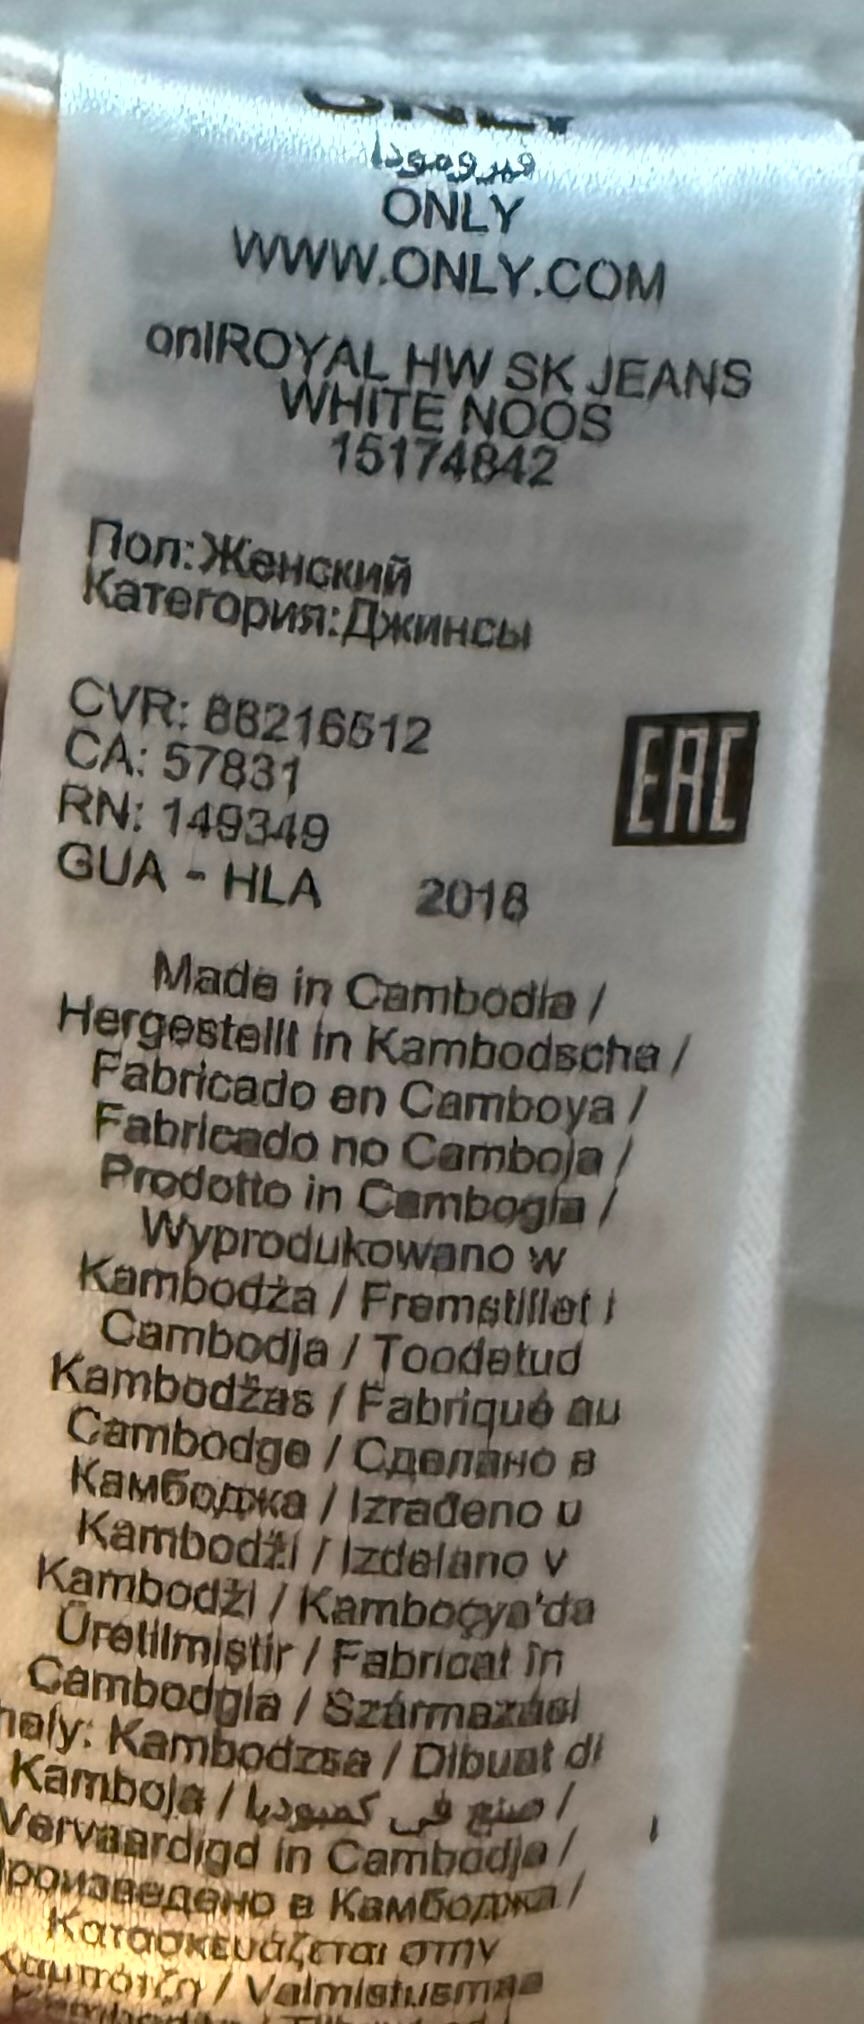 ONLY
ONLY
WWW.ONLY.COM
onlROYAL HW SK JEANS
WHITE NOOS
15174842
Пол:Женский
Категория:Джинсы
CVR: 88216512
CA: 57831
RN: 149349
EAC
GUA - HLA 2018
Made in Cambodia /
Hergestellt in Kambodscha /
Fabricado en Camboya /
Fabricado no Camboja /
Prodotto in Cambogia /
Wyprodukowano w
Kambodża / Fremstillet i
Cambodja / Toodetud
Kambodžas / Fabriqué au
Cambodge / Сделано в
Камбоджа / Izrađeno u
Kambodži / Izdelano v
Kambodži / Kamboçya'da
Üretilmiştir / Fabricat în
Cambodgia / Származási
haly: Kambodzsa / Dibuat di
Kamboja / صنع في كمبوديا /
Vervaardigd in Cambodja /
Произведено в Камбоджа /
Κατασκευάζεται στην
Καμπότζη / Valmistusmaa